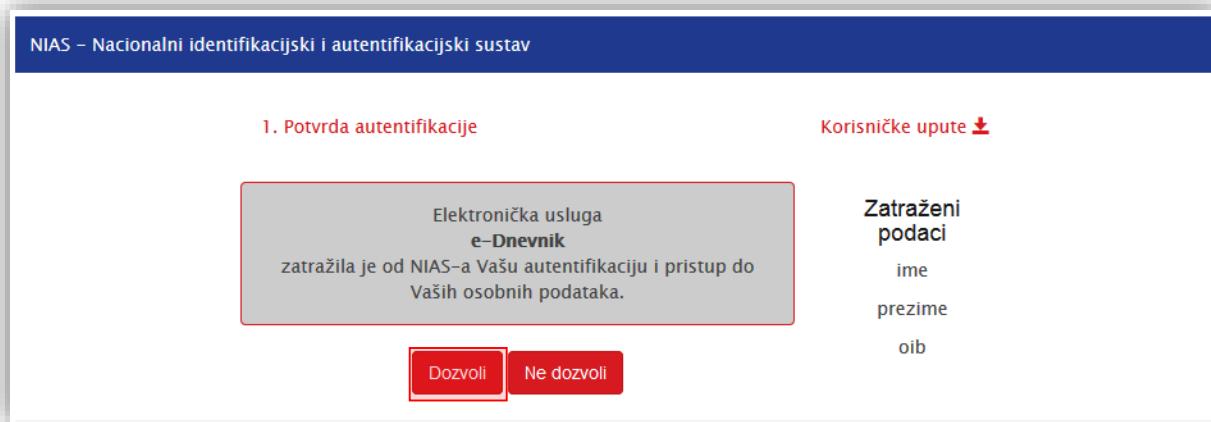 NIAS – Nacionalni identifikacijski i autentifikacijski sustav
1. Potvrda autentifikacije
Korisničke upute
Elektronička usluga
e-Dnevnik
zatražila je od NIAS-a Vašu autentifikaciju i pristup do
Vaših osobnih podataka.
Dozvoli
Ne dozvoli
Zatraženi
podaci
ime
prezime
oib